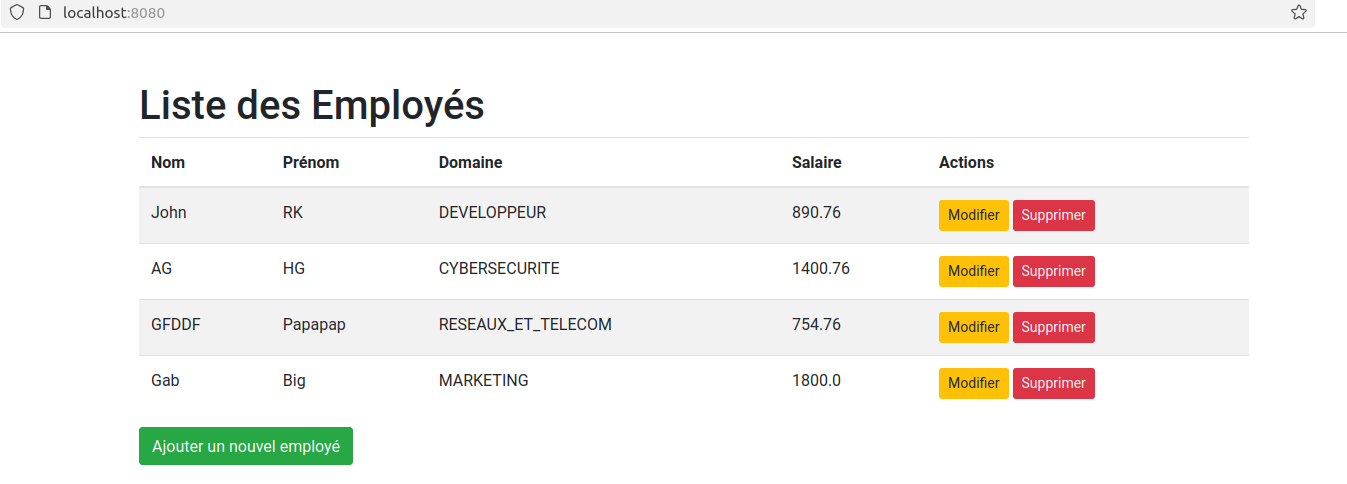 localhost:8080
Liste des Employés
Nom Prénom Domaine Salaire Actions
John RK DEVELOPPEUR 890.76 Modifier Supprimer
AG HG CYBERSECURITE 1400.76 Modifier Supprimer
GFDDF Papapap RESEAUX_ET_TELECOM 754.76 Modifier Supprimer
Gab Big MARKETING 1800.0 Modifier Supprimer
Ajouter un nouvel employé